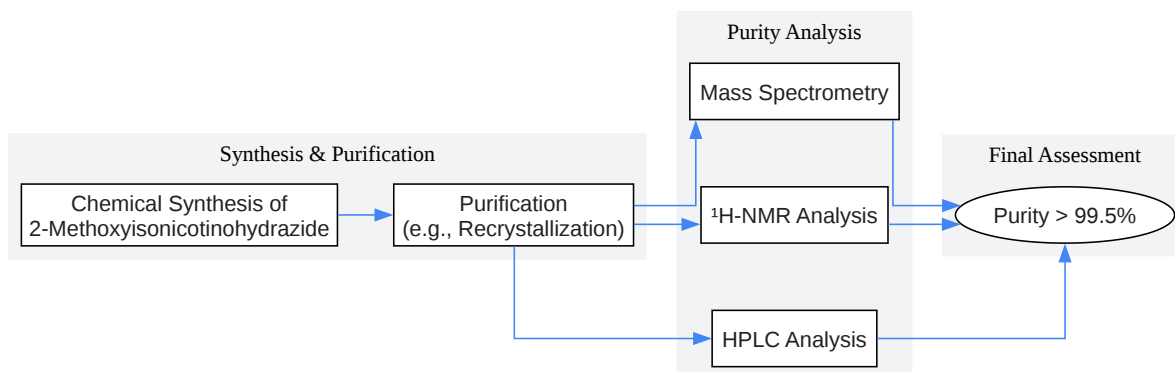 Purity Analysis
Mass Spectrometry
Synthesis & Purification
Final Assessment
Chemical Synthesis of
2-Methoxyisonicotinohydrazide
Purification
(e.g., Recrystallization)
¹H-NMR Analysis
Purity > 99.5%
HPLC Analysis